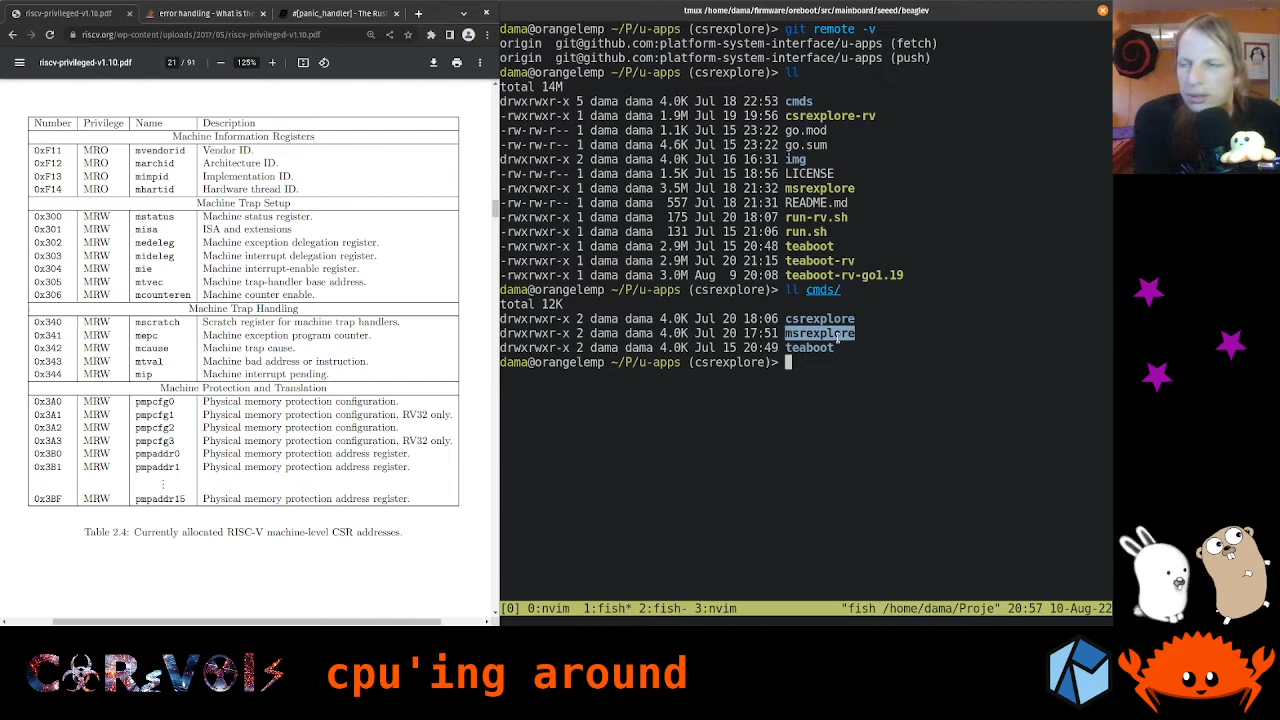 riscv-privileged-v1.10.pdf
error handling - What is the
#[panic_handler] - The Rus
riscv.org/wp-content/uploads/2017/05/riscv-privileged-v1.10.pdf
riscv-privileged-v1.10.pdf
21 / 91
125%
Number Privilege Name Description
Machine Information Registers
0xF11 MRO mvendorid Vendor ID.
0xF12 MRO marchid Architecture ID.
0xF13 MRO mimpid Implementation ID.
0xF14 MRO mhartid Hardware thread ID.
Machine Trap Setup
0x300 MRW mstatus Machine status register.
0x301 MRW misa ISA and extensions
0x302 MRW medeleg Machine exception delegation register.
0x303 MRW mideleg Machine interrupt delegation register.
0x304 MRW mie Machine interrupt-enable register.
0x305 MRW mtvec Machine trap-handler base address.
0x306 MRW mcounteren Machine counter enable.
Machine Trap Handling
0x340 MRW mscratch Scratch register for machine trap handlers.
0x341 MRW mepc Machine exception program counter.
0x342 MRW mcause Machine trap cause.
0x343 MRW mtval Machine bad address or instruction.
0x344 MRW mip Machine interrupt pending.
Machine Protection and Translation
0x3A0 MRW pmpcfg0 Physical memory protection configuration.
0x3A1 MRW pmpcfg1 Physical memory protection configuration, RV32 only.
0x3A2 MRW pmpcfg2 Physical memory protection configuration.
0x3A3 MRW pmpcfg3 Physical memory protection configuration, RV32 only.
0x3B0 MRW pmpaddr0 Physical memory protection address register.
0x3B1 MRW pmpaddr1 Physical memory protection address register.
⋮
0x3BF MRW pmpaddr15 Physical memory protection address register.
Table 2.4: Currently allocated RISC-V machine-level CSR addresses.
tmux /home/dama/firmware/oreboot/src/mainboard/seeed/beaglev
dama@orangelemp ~/P/u-apps (csrexplore)> git remote -v
origin git@github.com:platform-system-interface/u-apps (fetch)
origin git@github.com:platform-system-interface/u-apps (push)
dama@orangelemp ~/P/u-apps (csrexplore)> ll
total 14M
drwxrwxr-x 5 dama dama 4.0K Jul 18 22:53 cmds
-rwxrwxr-x 1 dama dama 1.9M Jul 19 19:56 csrexplore-rv
-rw-rw-r-- 1 dama dama 1.1K Jul 15 23:22 go.mod
-rw-rw-r-- 1 dama dama 4.6K Jul 15 23:22 go.sum
drwxrwxr-x 2 dama dama 4.0K Jul 16 16:31 img
-rw-rw-r-- 1 dama dama 1.5K Jul 15 18:56 LICENSE
-rwxrwxr-x 1 dama dama 3.5M Jul 18 21:32 msrexplore
-rw-rw-r-- 1 dama dama 557 Jul 18 21:31 README.md
-rwxrwxr-x 1 dama dama 175 Jul 20 18:07 run-rv.sh
-rwxrwxr-x 1 dama dama 131 Jul 15 21:06 run.sh
-rwxrwxr-x 1 dama dama 2.9M Jul 15 20:48 teaboot
-rwxrwxr-x 1 dama dama 2.9M Jul 20 21:15 teaboot-rv
-rwxrwxr-x 1 dama dama 3.0M Aug 9 20:08 teaboot-rv-go1.19
dama@orangelemp ~/P/u-apps (csrexplore)> ll cmds/
total 12K
drwxrwxr-x 2 dama dama 4.0K Jul 20 18:06 csrexplore
drwxrwxr-x 2 dama dama 4.0K Jul 20 17:51 msrexplore
drwxrwxr-x 2 dama dama 4.0K Jul 15 20:49 teaboot
dama@orangelemp ~/P/u-apps (csrexplore)>
[0] 0:nvim 1:fish* 2:fish- 3:nvim "fish /home/dama/Proje" 20:57 10-Aug-22
cpu'ing around